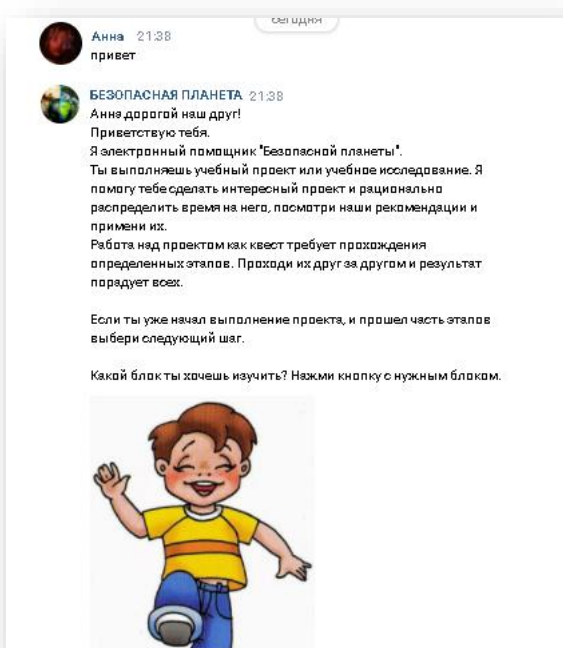 сегодня
Анна 21:38
привет
БЕЗОПАСНАЯ ПЛАНЕТА 21:38
Анна,дорогой наш друг!
Приветствую тебя.
Я электронный помощник "Безопасной планеты".
Ты выполняешь учебный проект или учебное исследование. Я
помогу тебе сделать интересный проект и рационально
распределить время на него, посмотри наши рекомендации и
примени их.
Работа над проектом как квест требует прохождения
определенных этапов. Проходи их друг за другом и результат
порадует всех.
Если ты уже начал выполнение проекта, и прошел часть этапов
выбери следующий шаг.
Какой блок ты хочешь изучить? Нажми кнопку с нужным блоком.